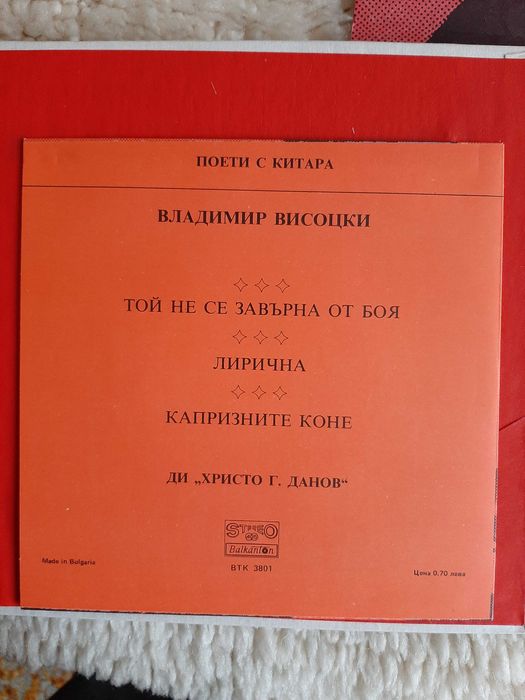 ПОЕТИ С КИТАРА
ВЛАДИМИР ВИСОЦКИ
ТОЙ НЕ СЕ ЗАВЪРНА ОТ БОЯ
ЛИРИЧНА
КАПРИЗНИТЕ КОНЕ
ДИ „ХРИСТО Г. ДАНОВ“
STEREO
Balkanton
ВТК 3801
Made in Bulgaria
Цена 0.70 лева